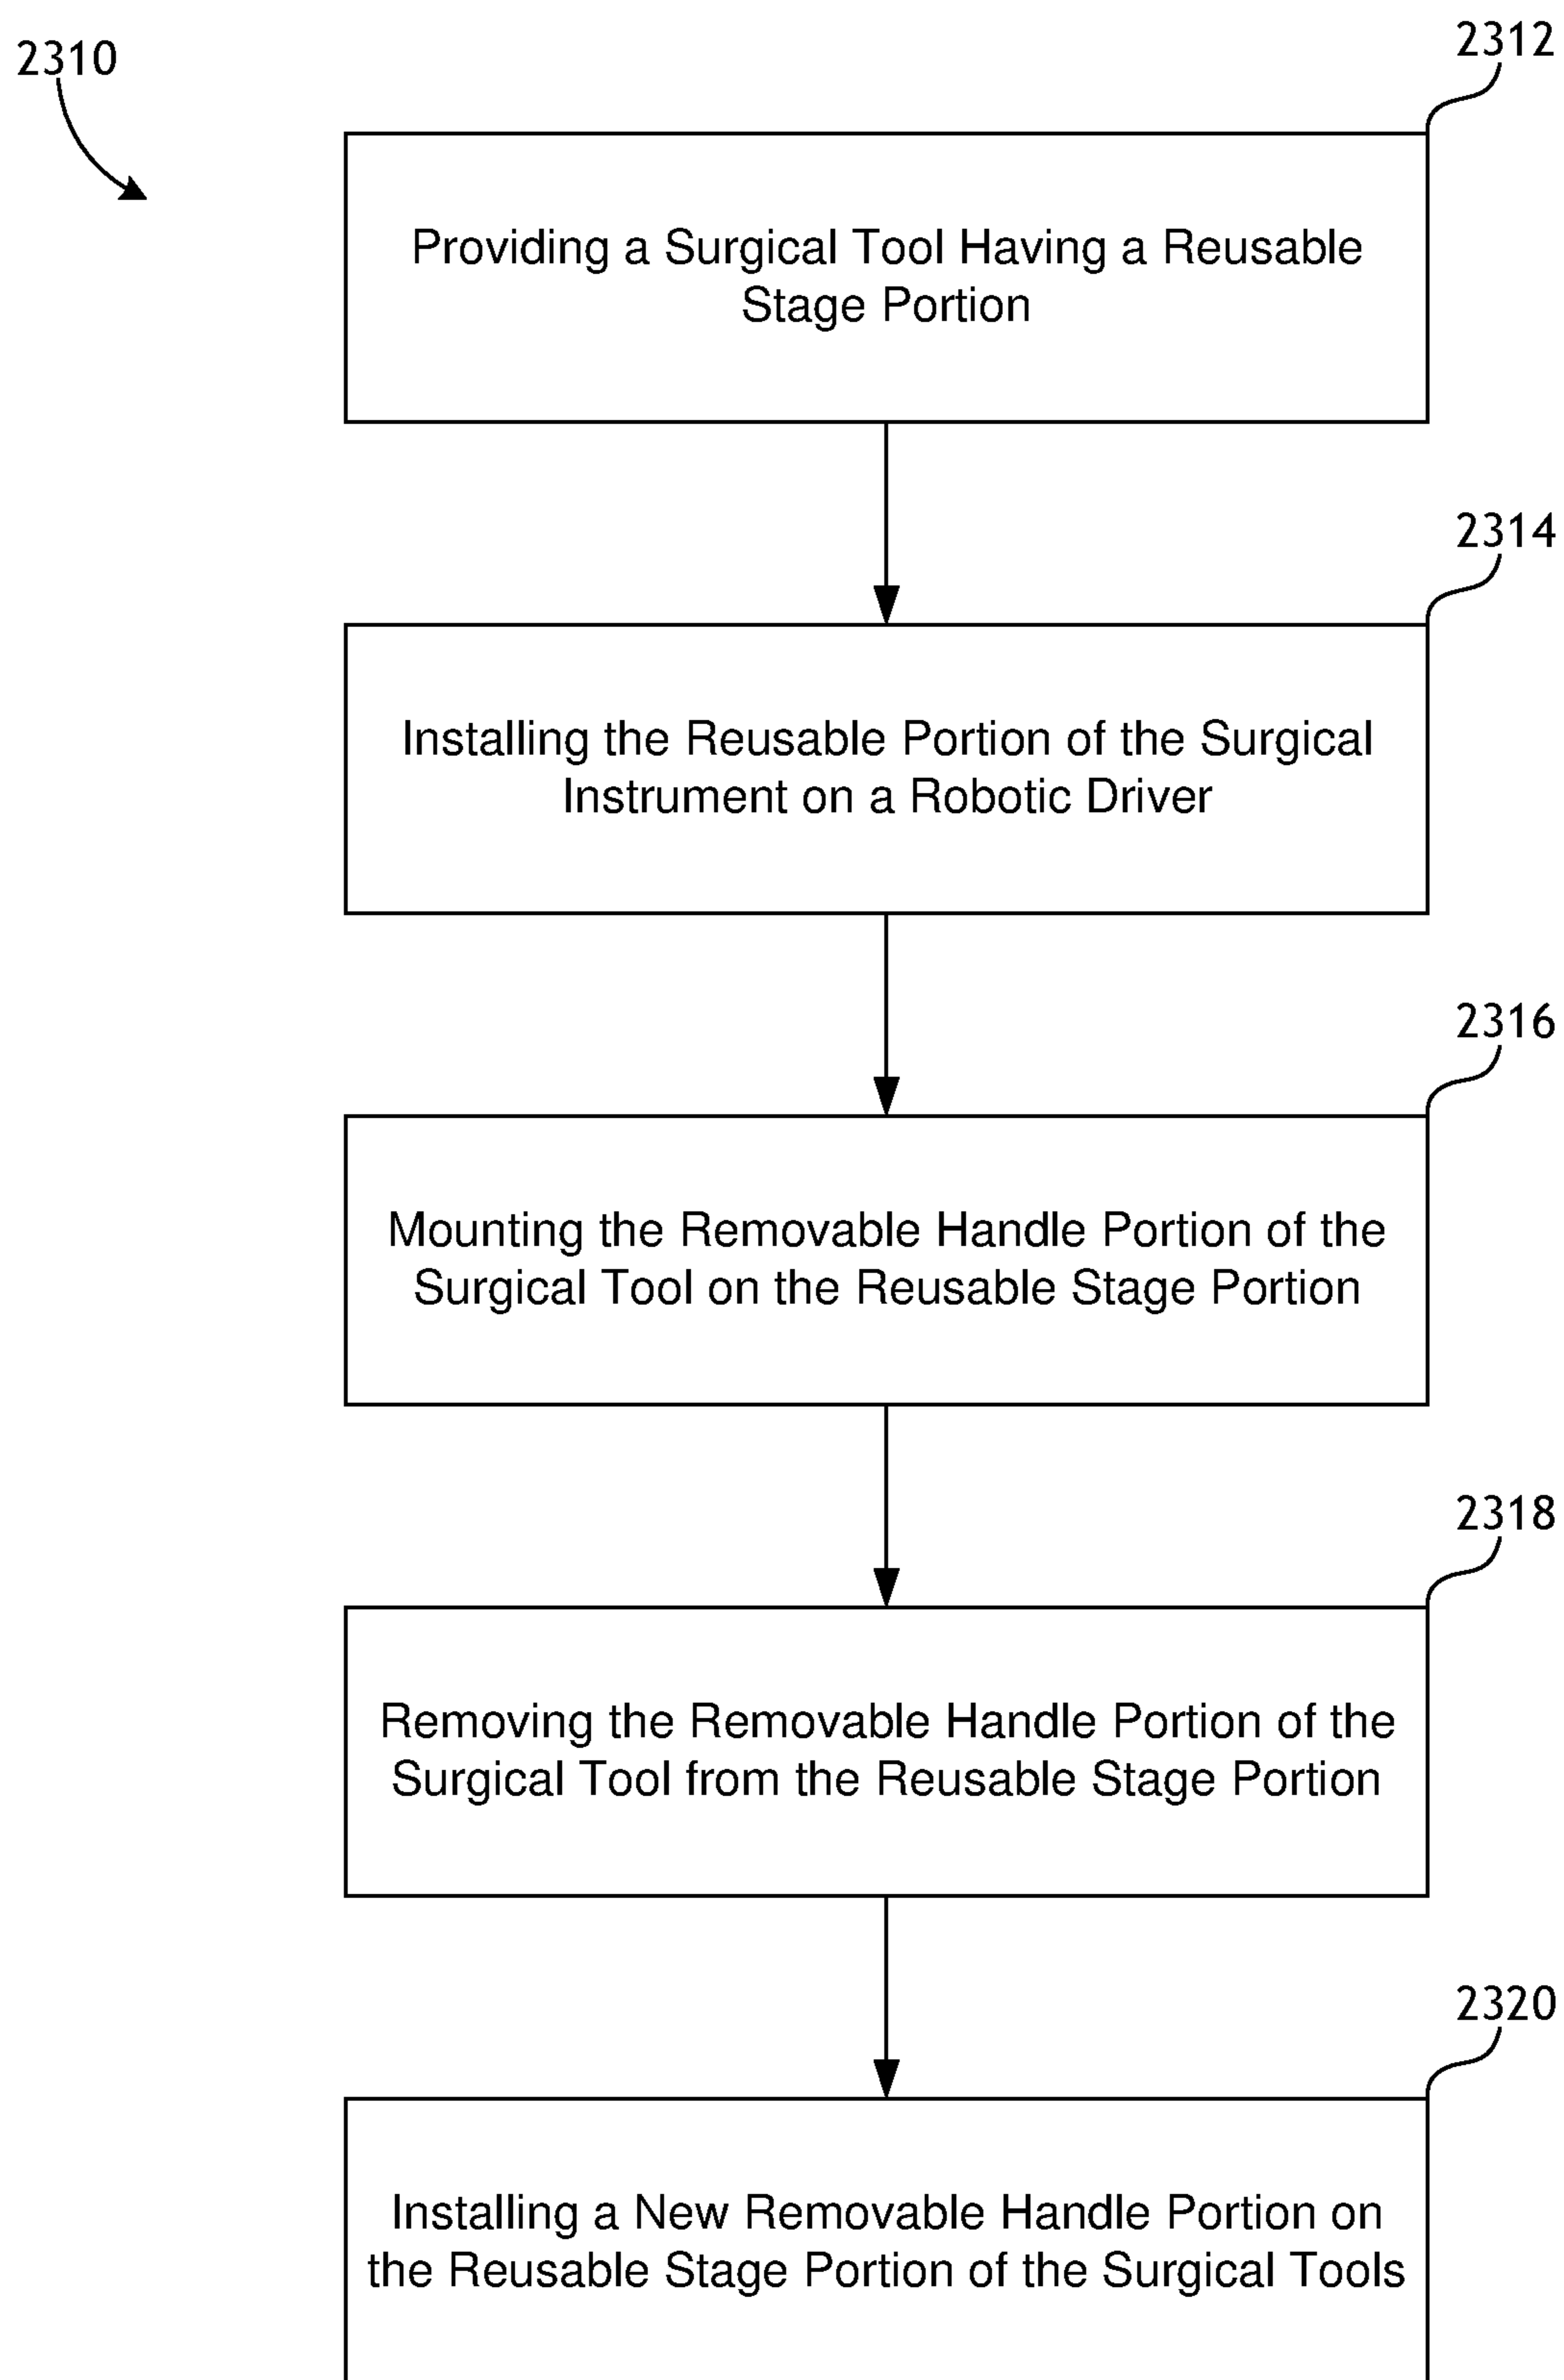 2310
2312
Providing a Surgical Tool Having a Reusable
Stage Portion
2314
Installing the Reusable Portion of the Surgical
Instrument on a Robotic Driver
2316
Mounting the Removable Handle Portion of the
Surgical Tool on the Reusable Stage Portion
2318
Removing the Removable Handle Portion of the
Surgical Tool from the Reusable Stage Portion
2320
Installing a New Removable Handle Portion on
the Reusable Stage Portion of the Surgical Tools